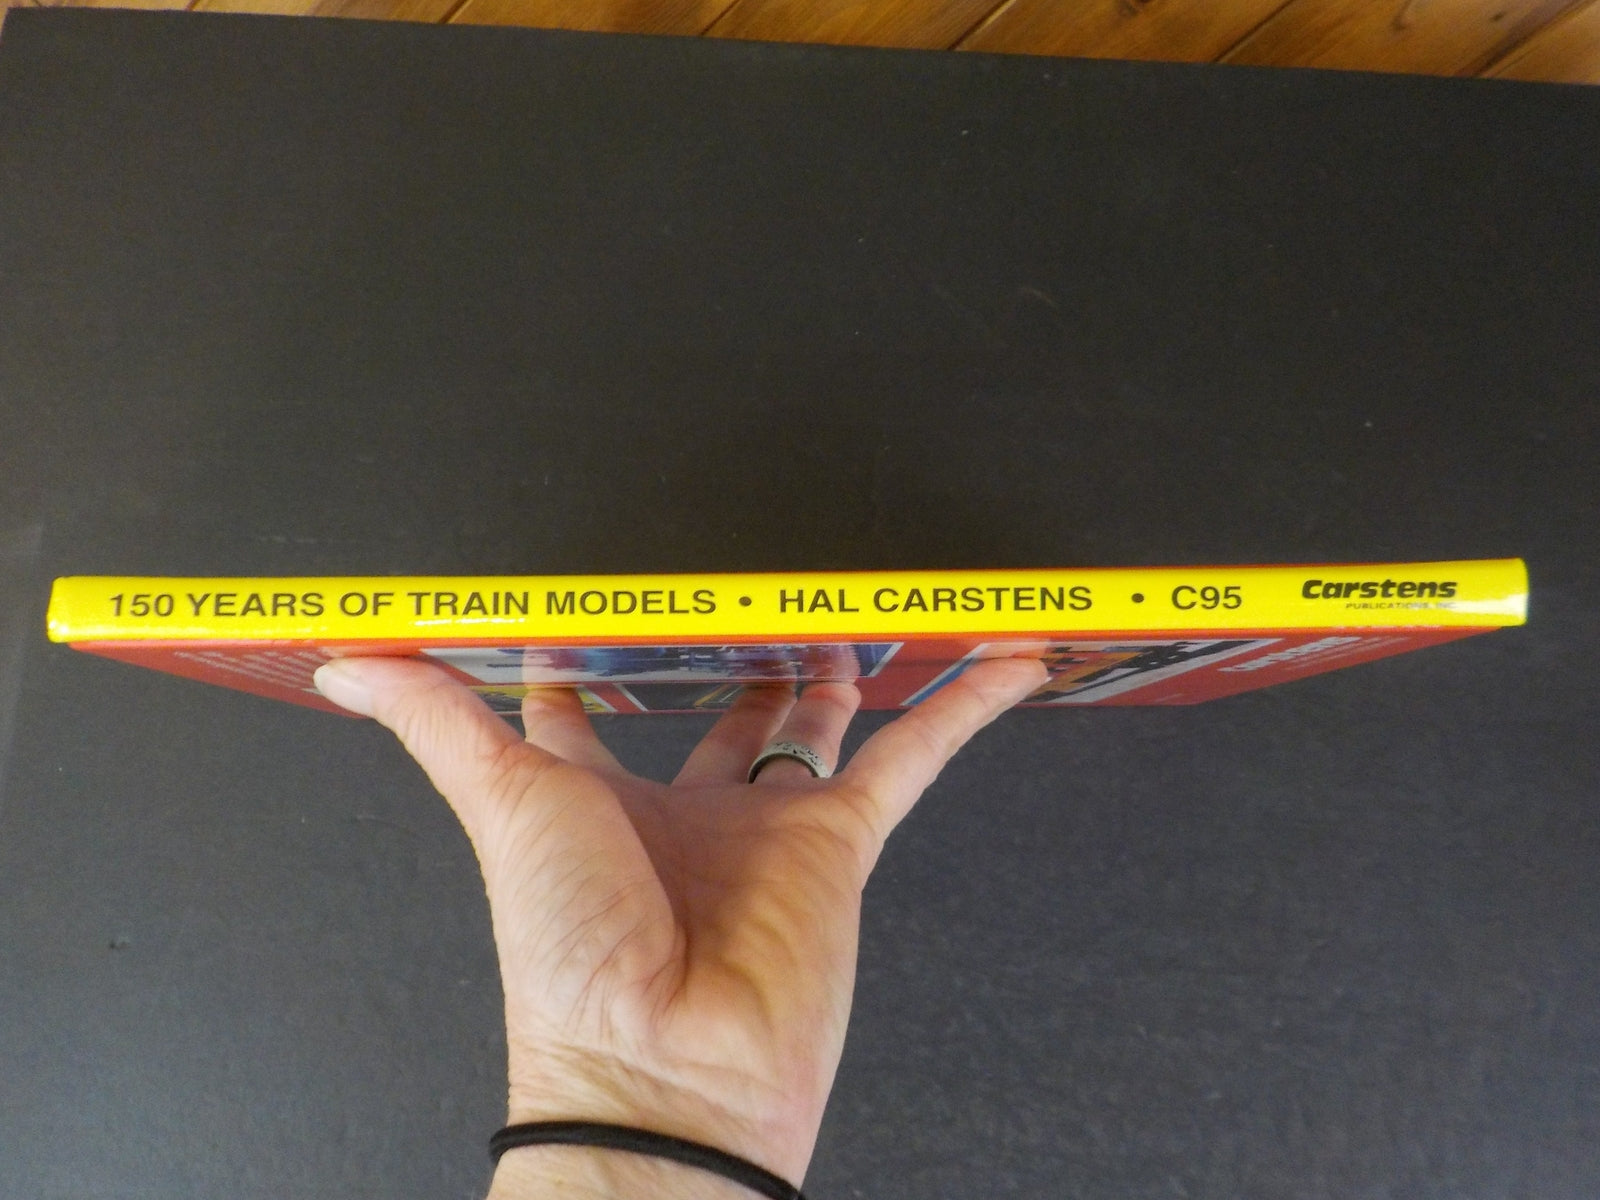 150 YEARS OF TRAIN MODELS • HAL CARSTENS • C95 Carstens
PUBLICATIONS, INC.